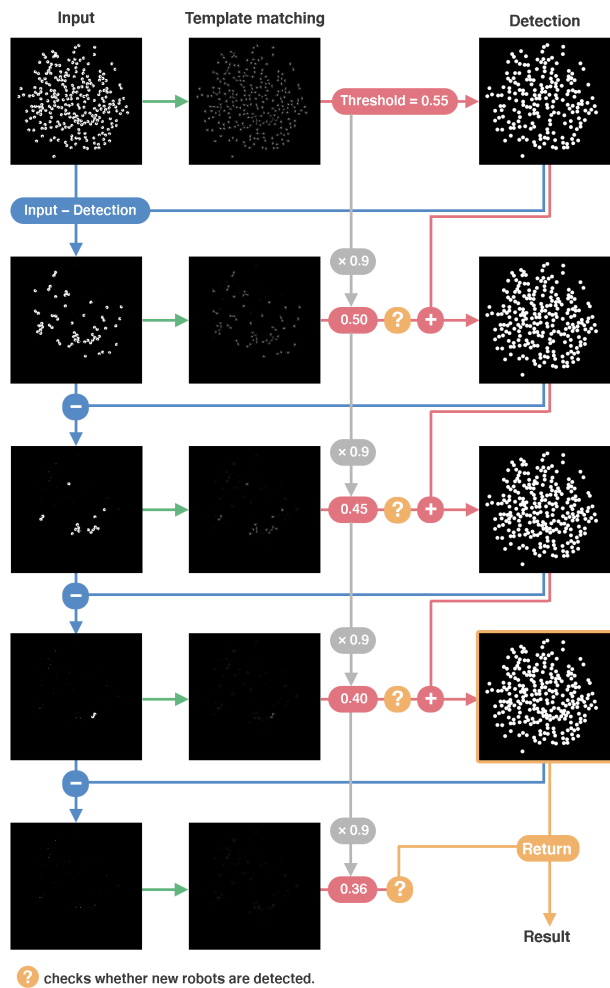 Input
Template matching
Detection
Threshold = 0.55
Input – Detection
× 0.9
0.50
?
+
−
× 0.9
0.45
?
+
−
× 0.9
0.40
?
+
−
× 0.9
Return
0.36
?
Result
? checks whether new robots are detected.